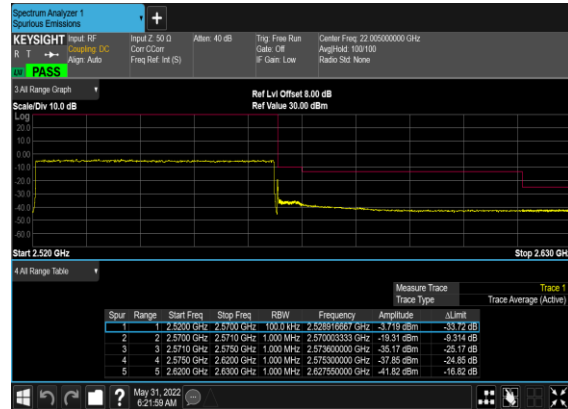 Spectrum Analyzer 1
Spurious Emissions
+
KEYSIGHT Input: RF Input Z: 50 Ω Atten: 40 dB Trig: Free Run Center Freq: 22.005000000 GHz
R T Coupling: DC Corr CCorr Gate: Off Avg|Hold: 100/100
Align: Auto Freq Ref: Int (S) IF Gain: Low Radio Std: None
PASS
3 All Range Graph Ref Lvl Offset 8.00 dB
Scale/Div 10.0 dB Ref Value 30.00 dBm
Log
20.0
10.0
0.00
-10.0
-20.0
-30.0
-40.0
-50.0
-60.0
Start 2.520 GHz Stop 2.630 GHz
4 All Range Table
Measure Trace Trace 1
Trace Type Trace Average (Active)
Spur Range Start Freq Stop Freq RBW Frequency Amplitude ΔLimit
1 1 2.5200 GHz 2.5700 GHz 100.0 kHz 2.528916667 GHz -3.719 dBm -33.72 dB
2 2 2.5700 GHz 2.5710 GHz 1.000 MHz 2.570003333 GHz -19.31 dBm -9.314 dB
3 3 2.5710 GHz 2.5750 GHz 1.000 MHz 2.573600000 GHz -35.17 dBm -25.17 dB
4 4 2.5750 GHz 2.6200 GHz 1.000 MHz 2.575300000 GHz -37.85 dBm -24.85 dB
5 5 2.6200 GHz 2.6300 GHz 1.000 MHz 2.627550000 GHz -41.82 dBm -16.82 dB
? May 31, 2022
6:21:59 AM